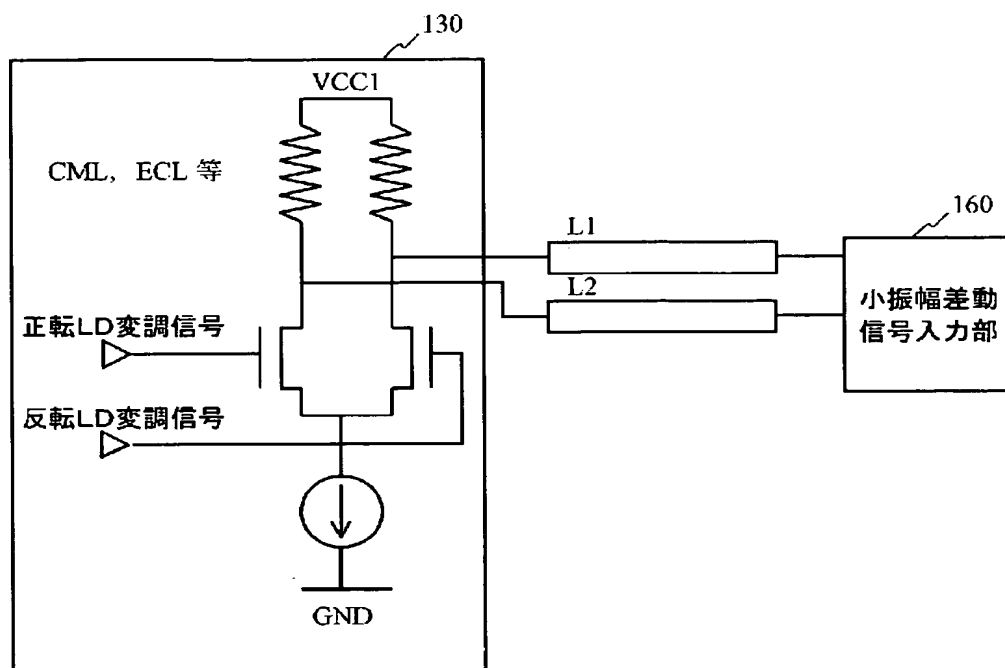 130
VCC1
CML, ECL 等
160
L1
L2
小振幅差動
信号入力部
正転LD変調信号
反転LD変調信号
GND